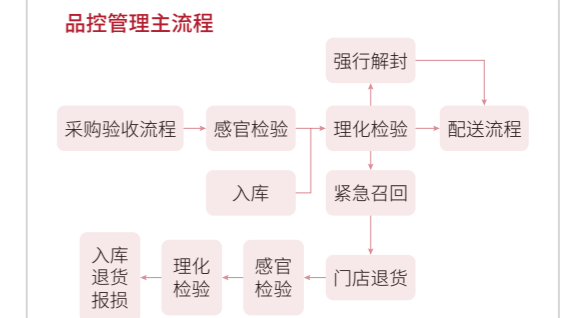 品控管理主流程
强行解封
采购验收流程
感官检验
理化检验
配送流程
入库
紧急召回
入库
退货
报损
理化
检验
感官
检验
门店退货